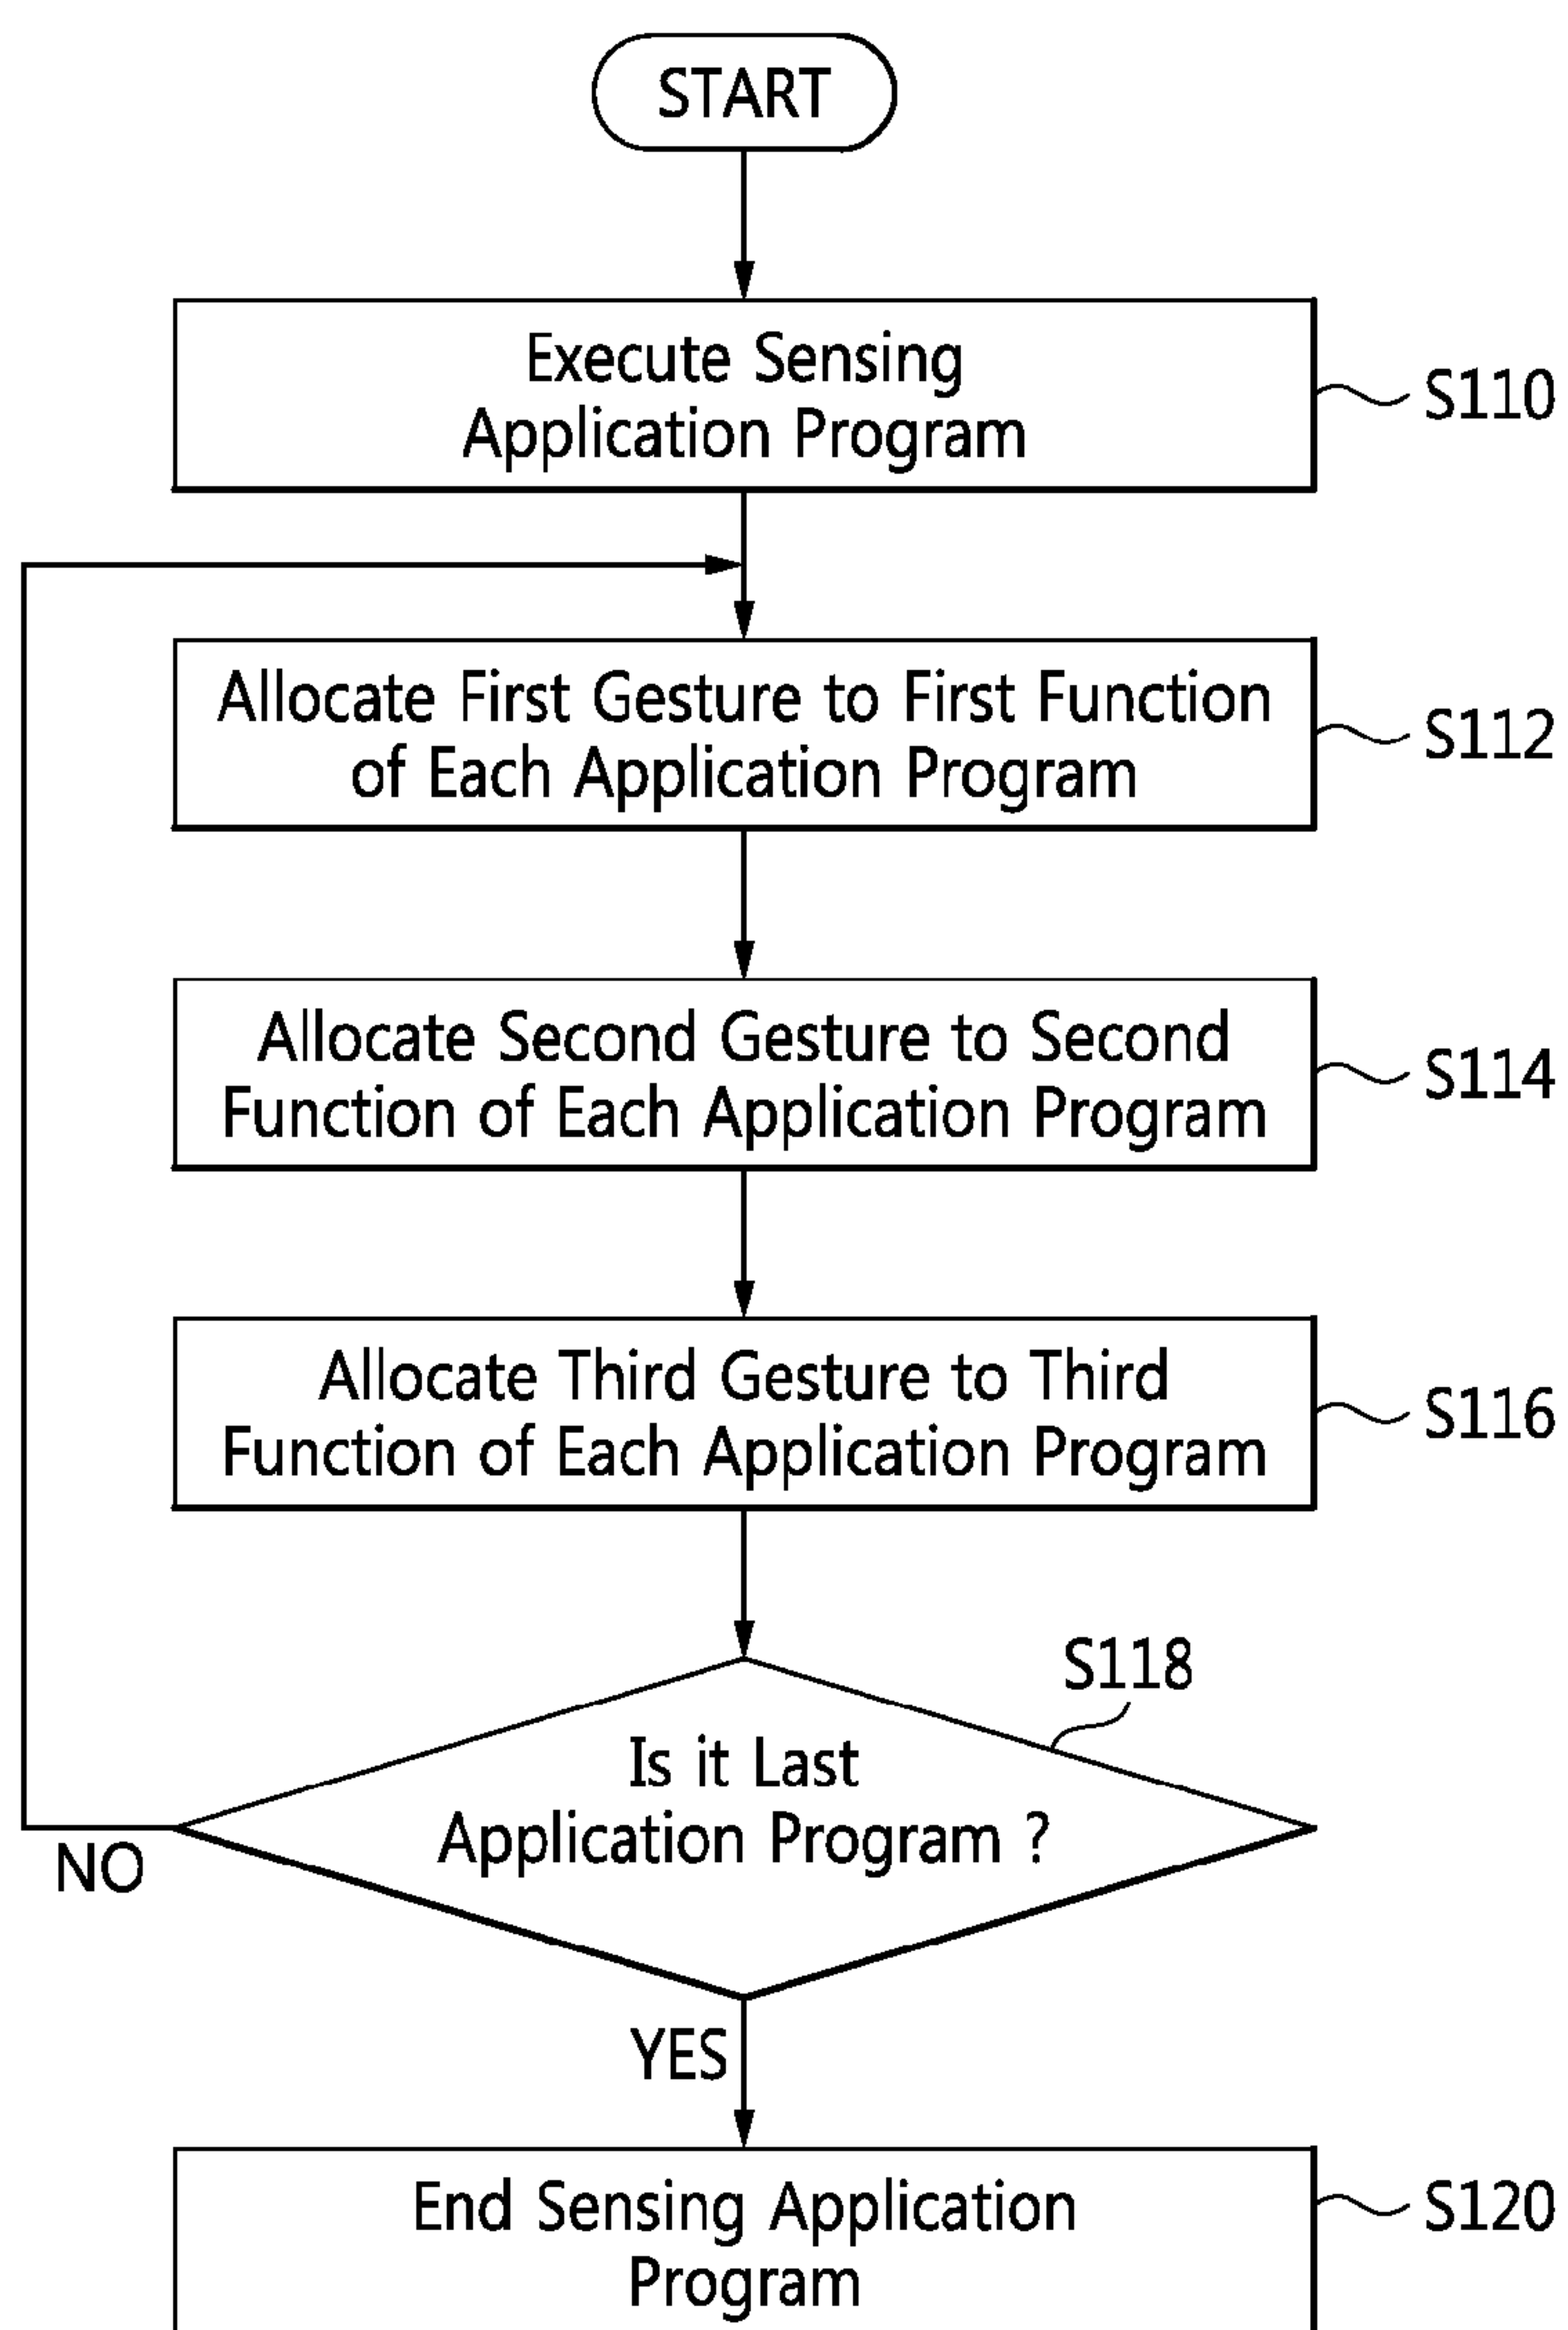 START
Execute Sensing
Application Program
S110
Allocate First Gesture to First Function
of Each Application Program
S112
Allocate Second Gesture to Second
Function of Each Application Program
S114
Allocate Third Gesture to Third
Function of Each Application Program
S116
S118
Is it Last
Application Program ?
NO
YES
End Sensing Application
Program
S120